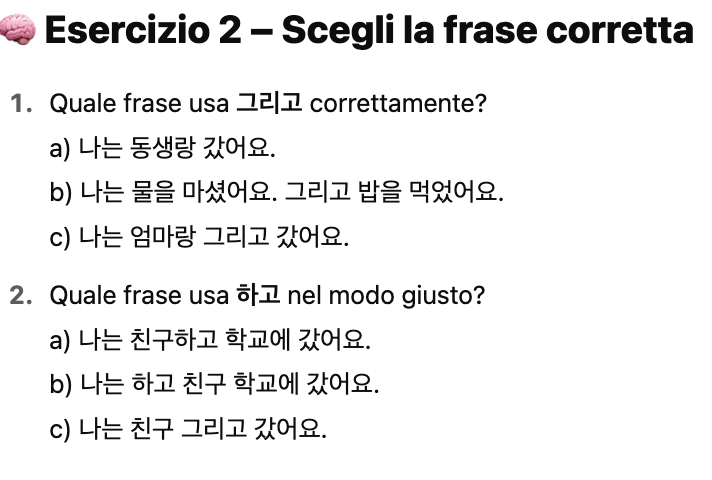 🧠 Esercizio 2 – Scegli la frase corretta
1. Quale frase usa 그리고 correttamente?
a) 나는 동생랑 갔어요.
b) 나는 물을 마셨어요. 그리고 밥을 먹었어요.
c) 나는 엄마랑 그리고 갔어요.
2. Quale frase usa 하고 nel modo giusto?
a) 나는 친구하고 학교에 갔어요.
b) 나는 하고 친구 학교에 갔어요.
c) 나는 친구 그리고 갔어요.